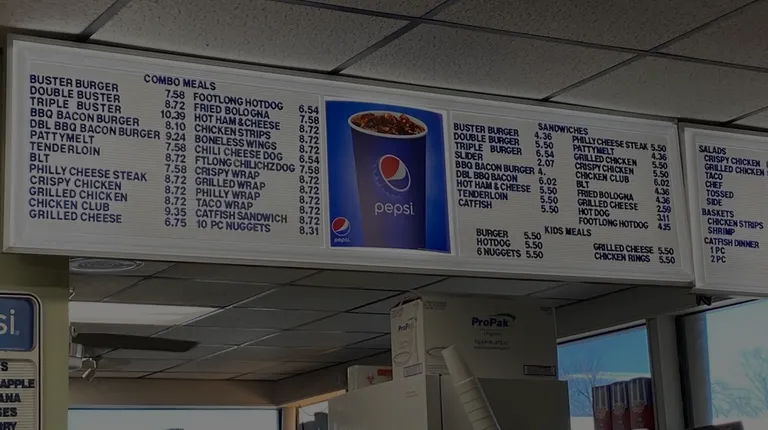 COMBO MEALS
BUSTER BURGER 7.58
DOUBLE BUSTER 8.72
TRIPLE BUSTER 10.39
BBQ BACON BURGER 8.10
DBL BBQ BACON BURGER 9.24
PATTYMELT 7.58
TENDERLOIN 8.72
BLT 7.58
PHILLY CHEESE STEAK 8.72
CRISPY CHICKEN 8.72
GRILLED CHICKEN 8.72
CHICKEN CLUB 9.35
GRILLED CHEESE 6.75
FOOTLONG HOTDOG 6.54
FRIED BOLOGNA 7.58
HOT HAM & CHEESE 8.72
CHICKEN STRIPS 8.72
BONELESS WINGS 8.72
CHILI CHEESE DOG 6.54
FTLONG CHILICHZDOG 7.58
CRISPY WRAP 8.72
GRILLED WRAP 8.72
PHILLY WRAP 8.72
TACO WRAP 8.72
CATFISH SANDWICH 8.72
10 PC NUGGETS 8.31
pepsi
pepsi
SANDWICHES
BUSTER BURGER 4.36
DOUBLE BUSTER 5.50
TRIPLE BURGER 6.54
SLIDER 2.07
BBQ BACON BURGER 4.
DBL BBQ BACON 6.02
HOT HAM & CHEESE 5.50
TENDERLOIN 5.50
CATFISH 5.50
PHILLY CHEESE STEAK 5.50
PATTYMELT 4.36
GRILLED CHICKEN 5.50
CRISPY CHICKEN 5.50
CHICKEN CLUB 6.02
BLT 4.36
FRIED BOLOGNA 4.36
GRILLED CHEESE 2.59
HOT DOG 3.11
FOOTLONG HOTDOG 4.15
KIDS MEALS
BURGER 5.50
HOTDOG 5.50
6 NUGGETS 5.50
GRILLED CHEESE 5.50
CHICKEN RINGS 5.50
SALADS
CRISPY CHICKEN
GRILLED CHICKEN
TACO
CHEF
TOSSED
SIDE
BASKETS
CHICKEN STRIPS
SHRIMP
CATFISH DINNER
1 PC
2 PC
ProPak
si
APPLE
ANA